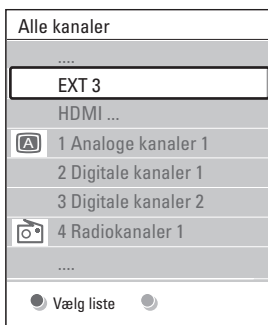 Alle kanaler
....
EXT 3
HDMI ...
A 1 Analoge kanaler 1
2 Digitale kanaler 1
3 Digitale kanaler 2
4 Radiokanaler 1
....
Vælg liste